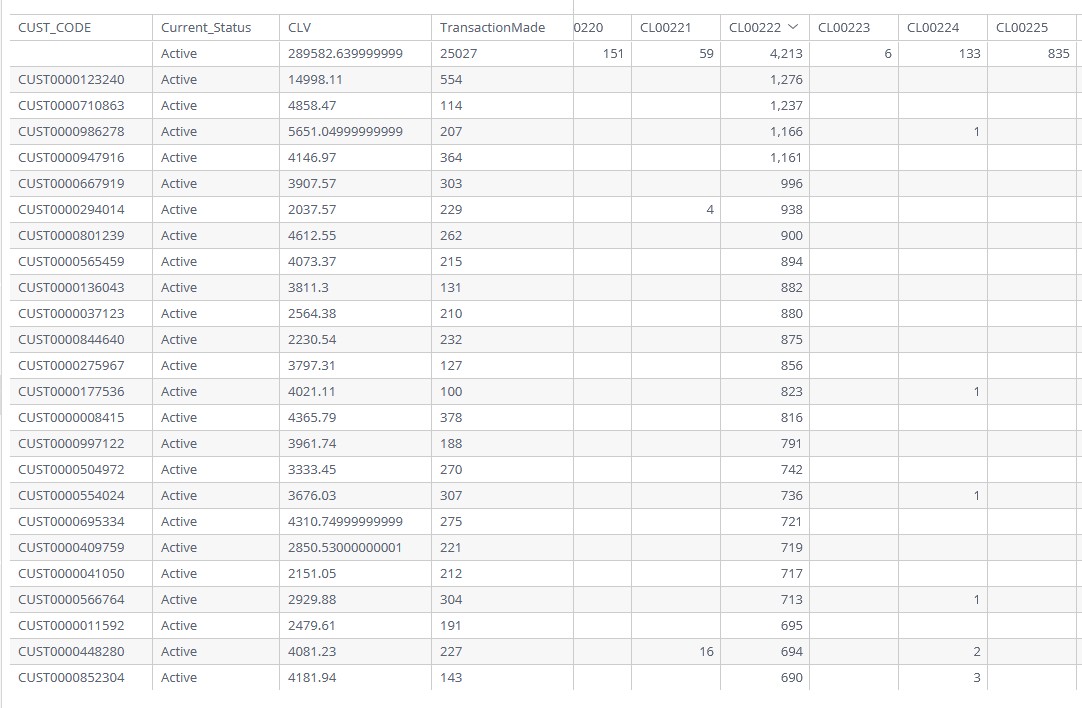 CUST_CODE Current_Status CLV TransactionMade 0220 CL00221 CL00222 CL00223 CL00224 CL00225
Active 289582.639999999 25027 151 59 4,213 6 133 835
CUST0000123240 Active 14998.11 554 1,276
CUST0000710863 Active 4858.47 114 1,237
CUST0000986278 Active 5651.04999999999 207 1,166 1
CUST0000947916 Active 4146.97 364 1,161
CUST0000667919 Active 3907.57 303 996
CUST0000294014 Active 2037.57 229 4 938
CUST0000801239 Active 4612.55 262 900
CUST0000565459 Active 4073.37 215 894
CUST0000136043 Active 3811.3 131 882
CUST0000037123 Active 2564.38 210 880
CUST0000844640 Active 2230.54 232 875
CUST0000275967 Active 3797.31 127 856
CUST0000177536 Active 4021.11 100 823 1
CUST0000008415 Active 4365.79 378 816
CUST0000997122 Active 3961.74 188 791
CUST0000504972 Active 3333.45 270 742
CUST0000554024 Active 3676.03 307 736 1
CUST0000695334 Active 4310.74999999999 275 721
CUST0000409759 Active 2850.53000000001 221 719
CUST0000041050 Active 2151.05 212 717
CUST0000566764 Active 2929.88 304 713 1
CUST0000011592 Active 2479.61 191 695
CUST0000448280 Active 4081.23 227 16 694 2
CUST0000852304 Active 4181.94 143 690 3